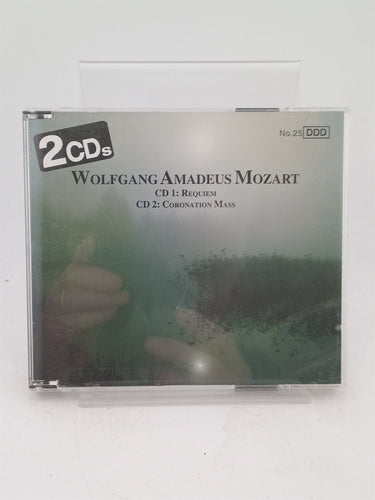 2CDs
No.25 DDD
WOLFGANG AMADEUS MOZART
CD 1: REQUIEM
CD 2: CORONATION MASS